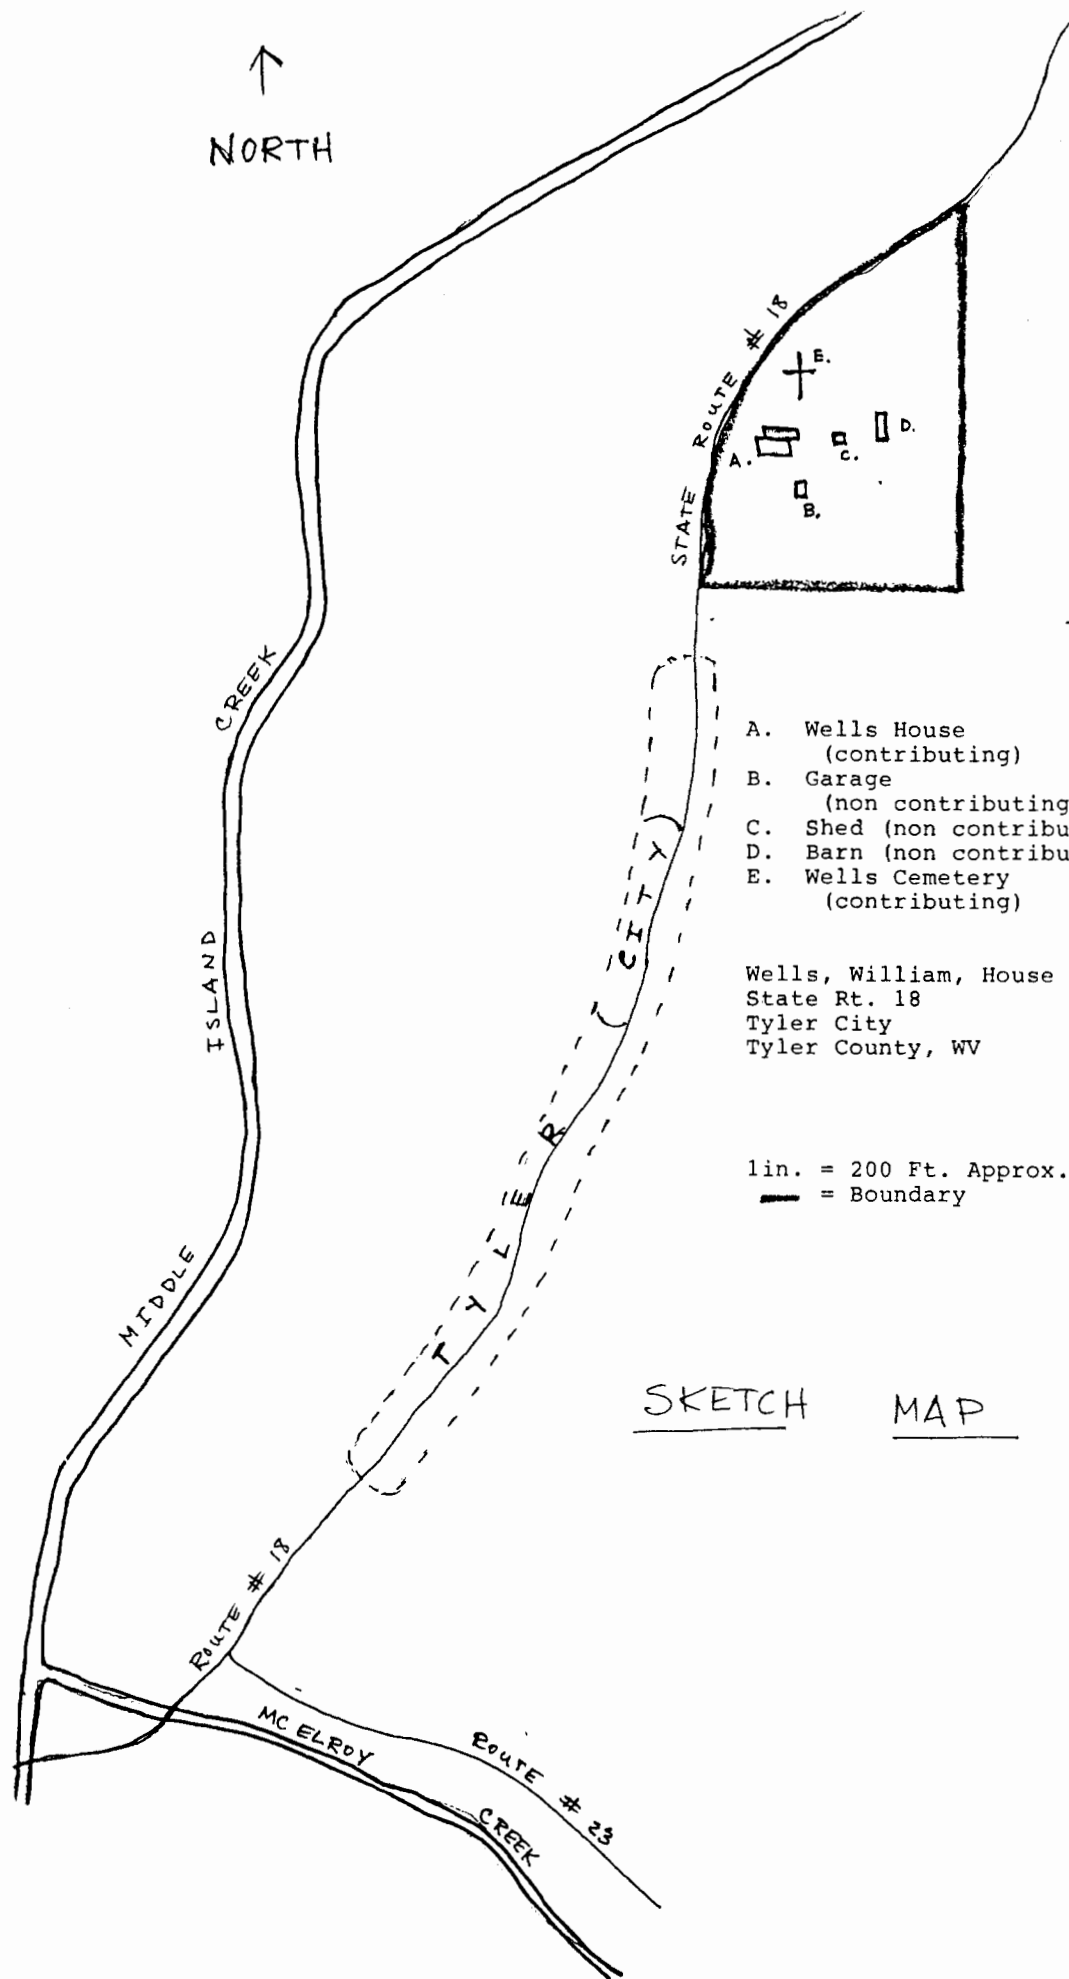 NORTH
STATE ROUTE # 18
E.
D.
A.
C.
B.
CREEK
ISLAND
MIDDLE
A. Wells House
(contributing)
B. Garage
(non contributing
C. Shed (non contribu
D. Barn (non contribu
E. Wells Cemetery
(contributing)
Wells, William, House
State Rt. 18
Tyler City
Tyler County, WV
1in. = 200 Ft. Approx.
= Boundary
TYLER (CITY)
SKETCH MAP
ROUTE # 18
MC ELROY CREEK
ROUTE # 23